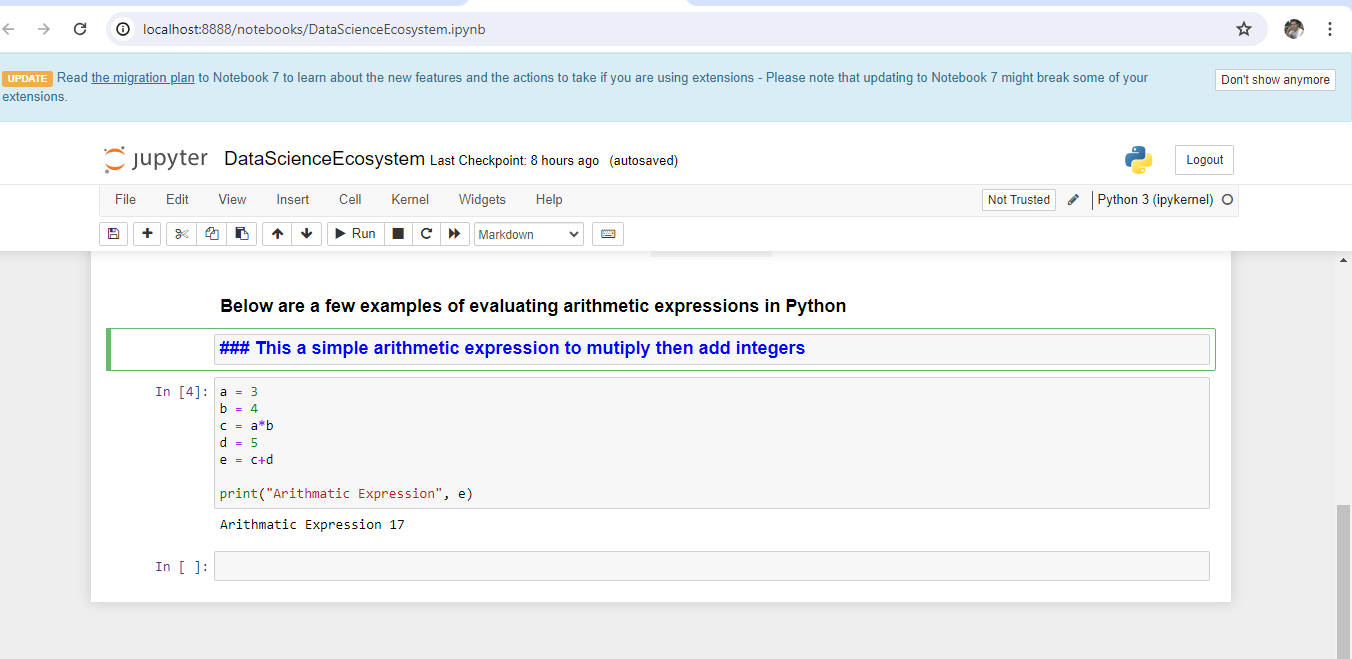 localhost:8888/notebooks/DataScienceEcosystem.ipynb
UPDATE Read the migration plan to Notebook 7 to learn about the new features and the actions to take if you are using extensions - Please note that updating to Notebook 7 might break some of your
extensions.
Don't show anymore
jupyter DataScienceEcosystem Last Checkpoint: 8 hours ago (autosaved)
Logout
File Edit View Insert Cell Kernel Widgets Help
Not Trusted Python 3 (ipykernel)
Run Markdown
Below are a few examples of evaluating arithmetic expressions in Python
### This a simple arithmetic expression to mutiply then add integers
In [4]: a = 3
b = 4
c = a*b
d = 5
e = c+d
print("Arithmatic Expression", e)
Arithmatic Expression 17
In [ ]: